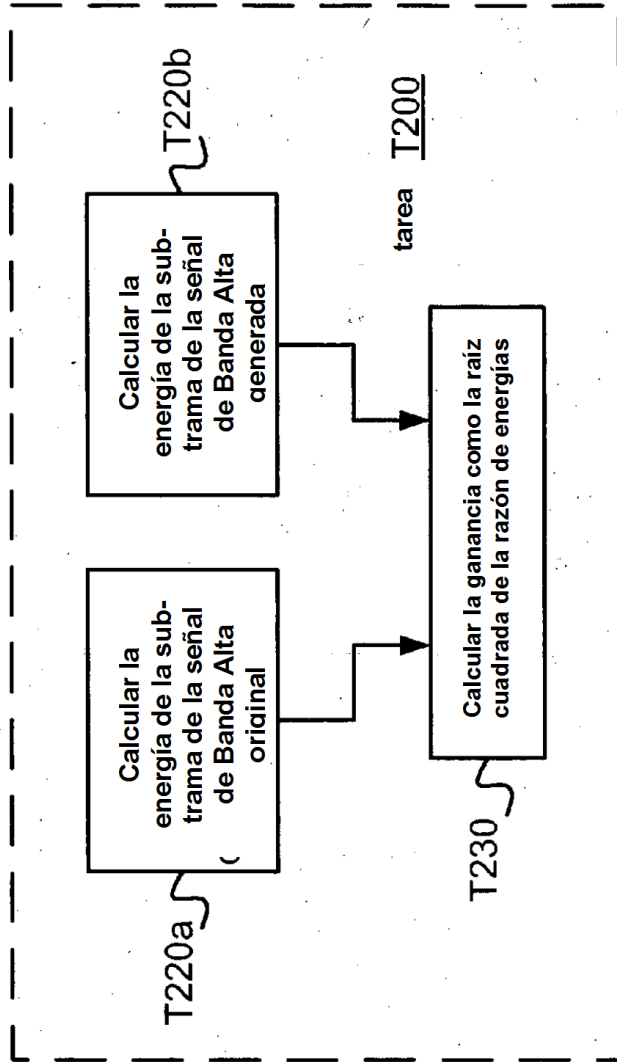 T220a
Calcular la
energía de la sub-
trama de la señal
de Banda Alta
original
T220b
Calcular la
energía de la sub-
trama de la señal
de Banda Alta
generada
T230
Calcular la ganancia como la raíz
cuadrada de la razón de energías
tarea T200